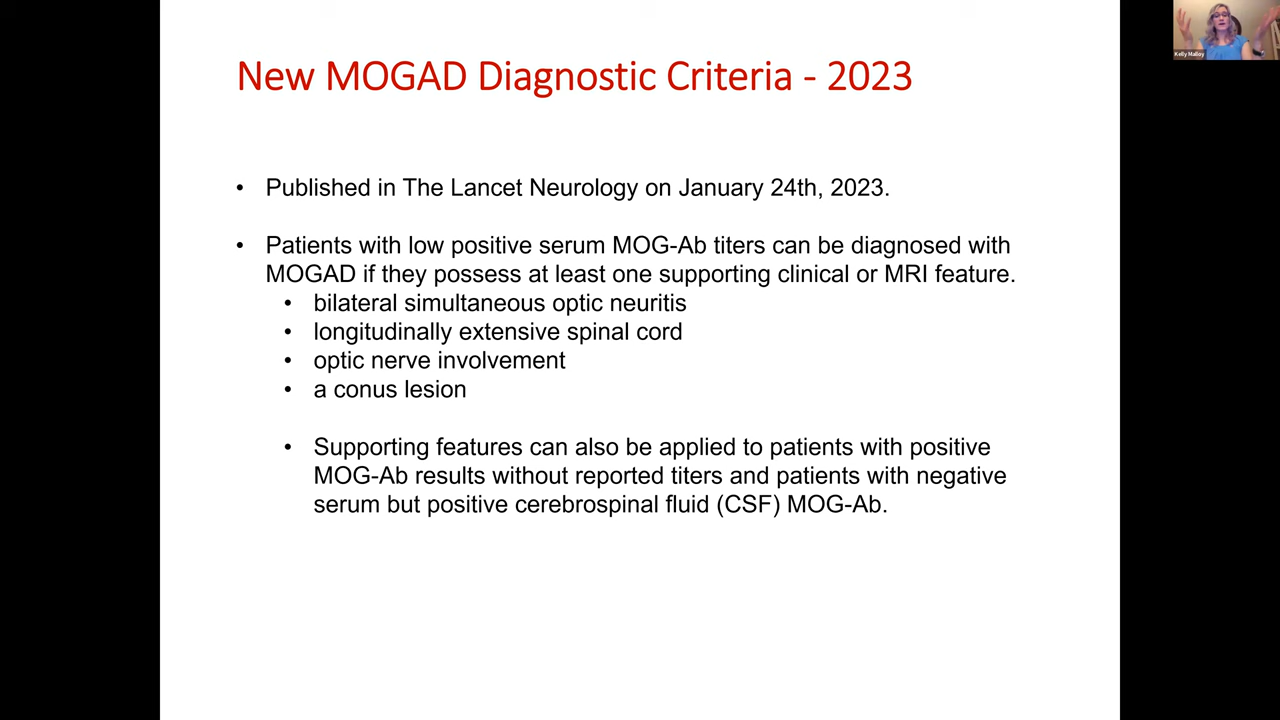 New MOGAD Diagnostic Criteria - 2023
• Published in The Lancet Neurology on January 24th, 2023.
• Patients with low positive serum MOG-Ab titers can be diagnosed with
MOGAD if they possess at least one supporting clinical or MRI feature.
• bilateral simultaneous optic neuritis
• longitudinally extensive spinal cord
• optic nerve involvement
• a conus lesion
• Supporting features can also be applied to patients with positive
MOG-Ab results without reported titers and patients with negative
serum but positive cerebrospinal fluid (CSF) MOG-Ab.
Kelly Malloy